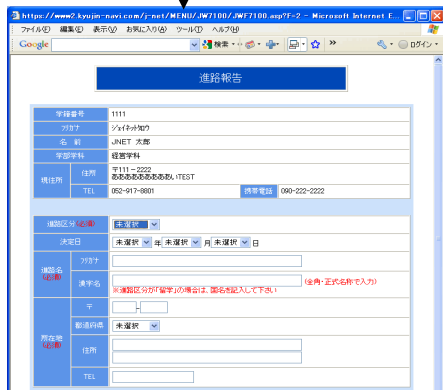 https://www2.kyujin-navi.com/j-net/MENU/JW7100/JWF7100.asp?F=2 - Microsoft Internet E...
ファイル(F) 編集(E) 表示(V) お気に入り(A) ツール(T) ヘルプ(H)
Google 検索 ログイン
進路報告
学籍番号 1111
フリガナ ジェイネットタロウ
名 前 JNET 太郎
学部学科 経営学科
現住所 住所 〒111-2222
ああああああああああい1TEST
TEL 052-917-8801 携帯電話 090-222-2222
進路区分(必須) 未選択
決定日 未選択 年 未選択 月 未選択 日
進路名(必須) フリガナ
漢字名 (全角・正式名称で入力)
※進路区分が「留学」の場合は、国名を記入して下さい
所在地(必須) 〒 -
都道府県 未選択
住所
TEL